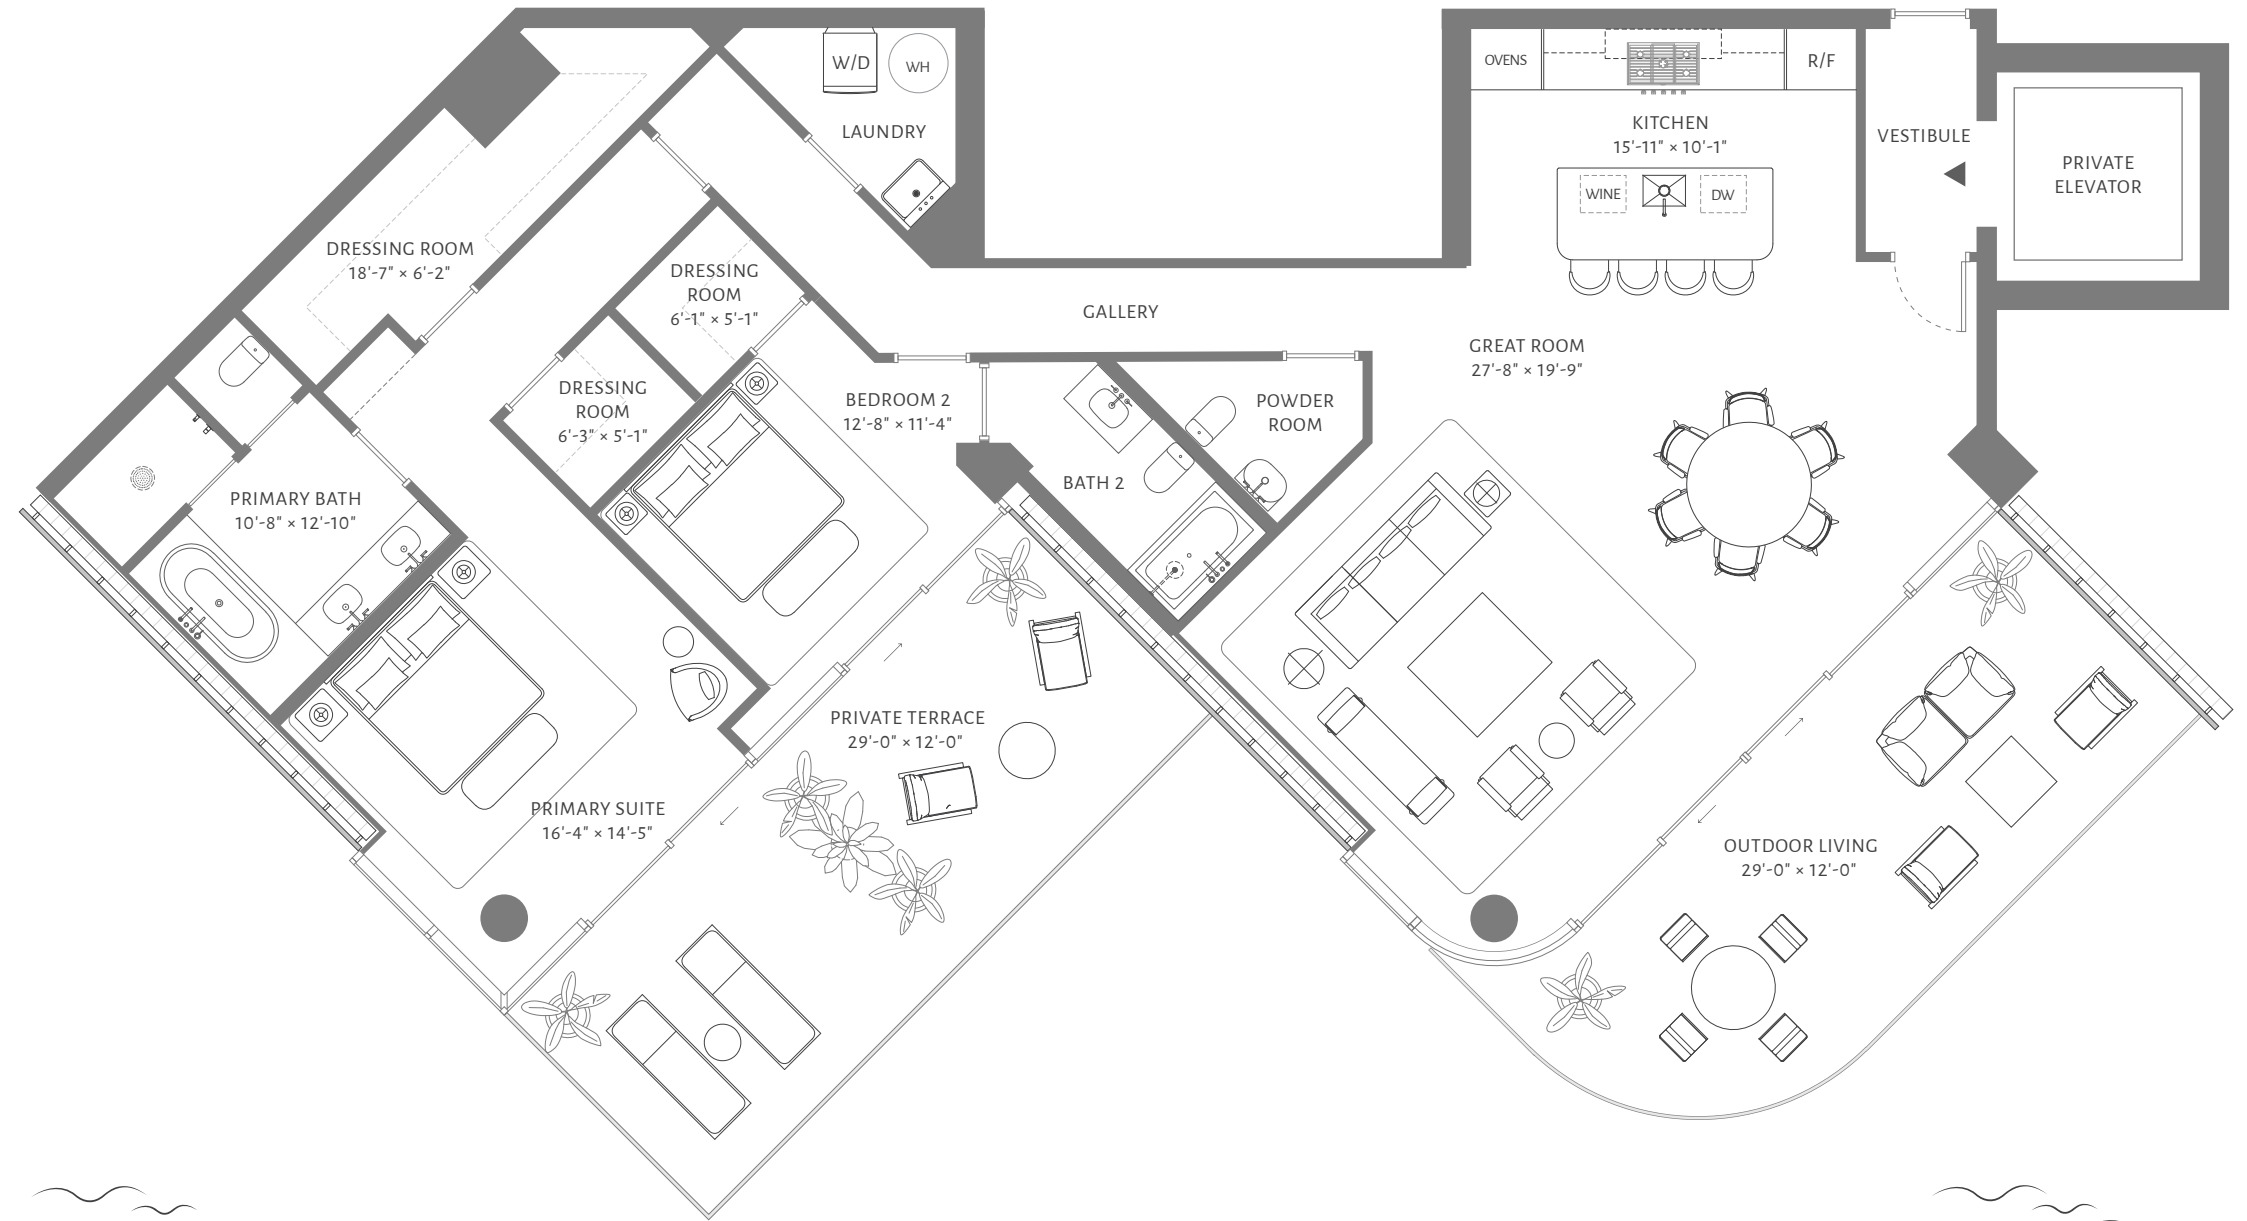 W/D
WH
LAUNDRY
OVENS
R/F
KITCHEN
15'-11" × 10'-1"
WINE
DW
VESTIBULE
PRIVATE
ELEVATOR
DRESSING ROOM
18'-7" × 6'-2"
DRESSING
ROOM
6'-1" × 5'-1"
GALLERY
GREAT ROOM
27'-8" × 19'-9"
DRESSING
ROOM
6'-3" × 5'-1"
BEDROOM 2
12'-8" × 11'-4"
POWDER
ROOM
BATH 2
PRIMARY BATH
10'-8" × 12'-10"
PRIVATE TERRACE
29'-0" × 12'-0"
PRIMARY SUITE
16'-4" × 14'-5"
OUTDOOR LIVING
29'-0" × 12'-0"